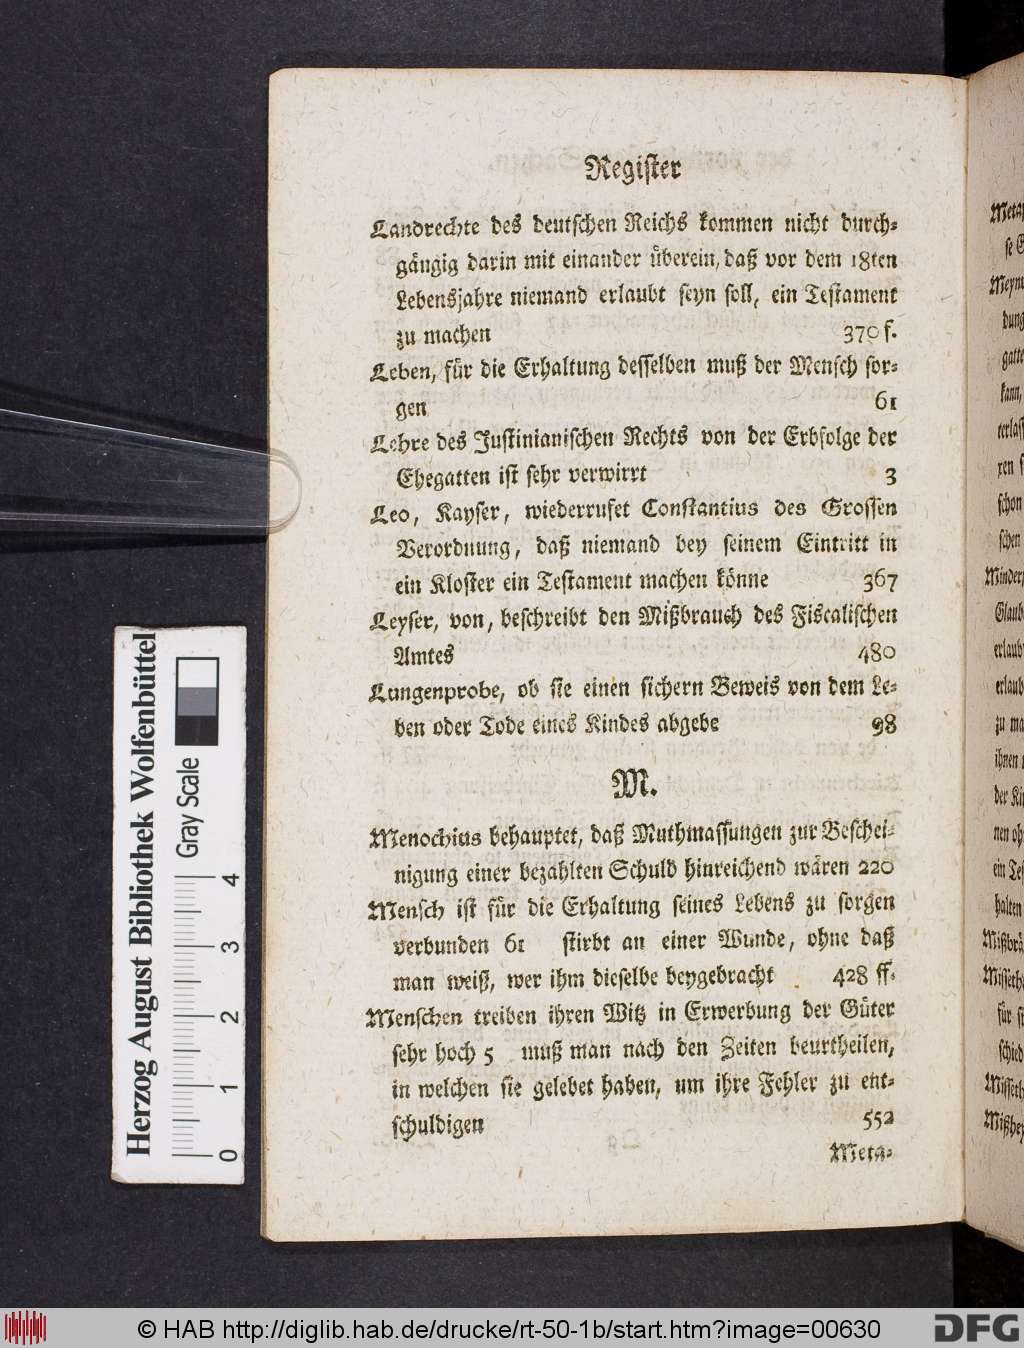 Register
Landrechte des deutschen Reichs kommen nicht durch-
gängig darin mit einander überein, daß vor dem 18ten
Lebensjahre niemand erlaubt seyn soll, ein Testament
zu machen 370 f.
Leben, für die Erhaltung desselben muß der Mensch sor-
gen 61
Lehre des Justinianischen Rechts von der Erbfolge der
Ehegatten ist sehr verwirrt 3
Leo, Kayser, wiederrufet Constantius des Grossen
Verordnung, daß niemand bey seinem Eintritt in
ein Kloster ein Testament machen könne 367
Leyser, von, beschreibt den Mißbrauch des Fiscalischen
Amtes 480
Lungenprobe, ob sie einen sichern Beweis von dem Le-
ben oder Tode eines Kindes abgebe 98
M.
Menochius behauptet, daß Muthmassungen zur Beschei-
nigung einer bezahlten Schuld hinreichend wären 220
Mensch ist für die Erhaltung seines Lebens zu sorgen
verbunden 61 stirbt an einer Wunde, ohne daß
man weiß, wer ihm dieselbe beygebracht 428 ff.
Menschen treiben ihren Witz in Erwerbung der Güter
sehr hoch 5 muß man nach den Zeiten beurtheilen,
in welchen sie gelebet haben, um ihre Fehler zu ent-
schuldigen 552
Meta-
Herzog August Bibliothek Wolfenbüttel
Gray Scale
0 1 2 3 4
© HAB http://diglib.hab.de/drucke/rt-50-1b/start.htm?image=00630
DFG